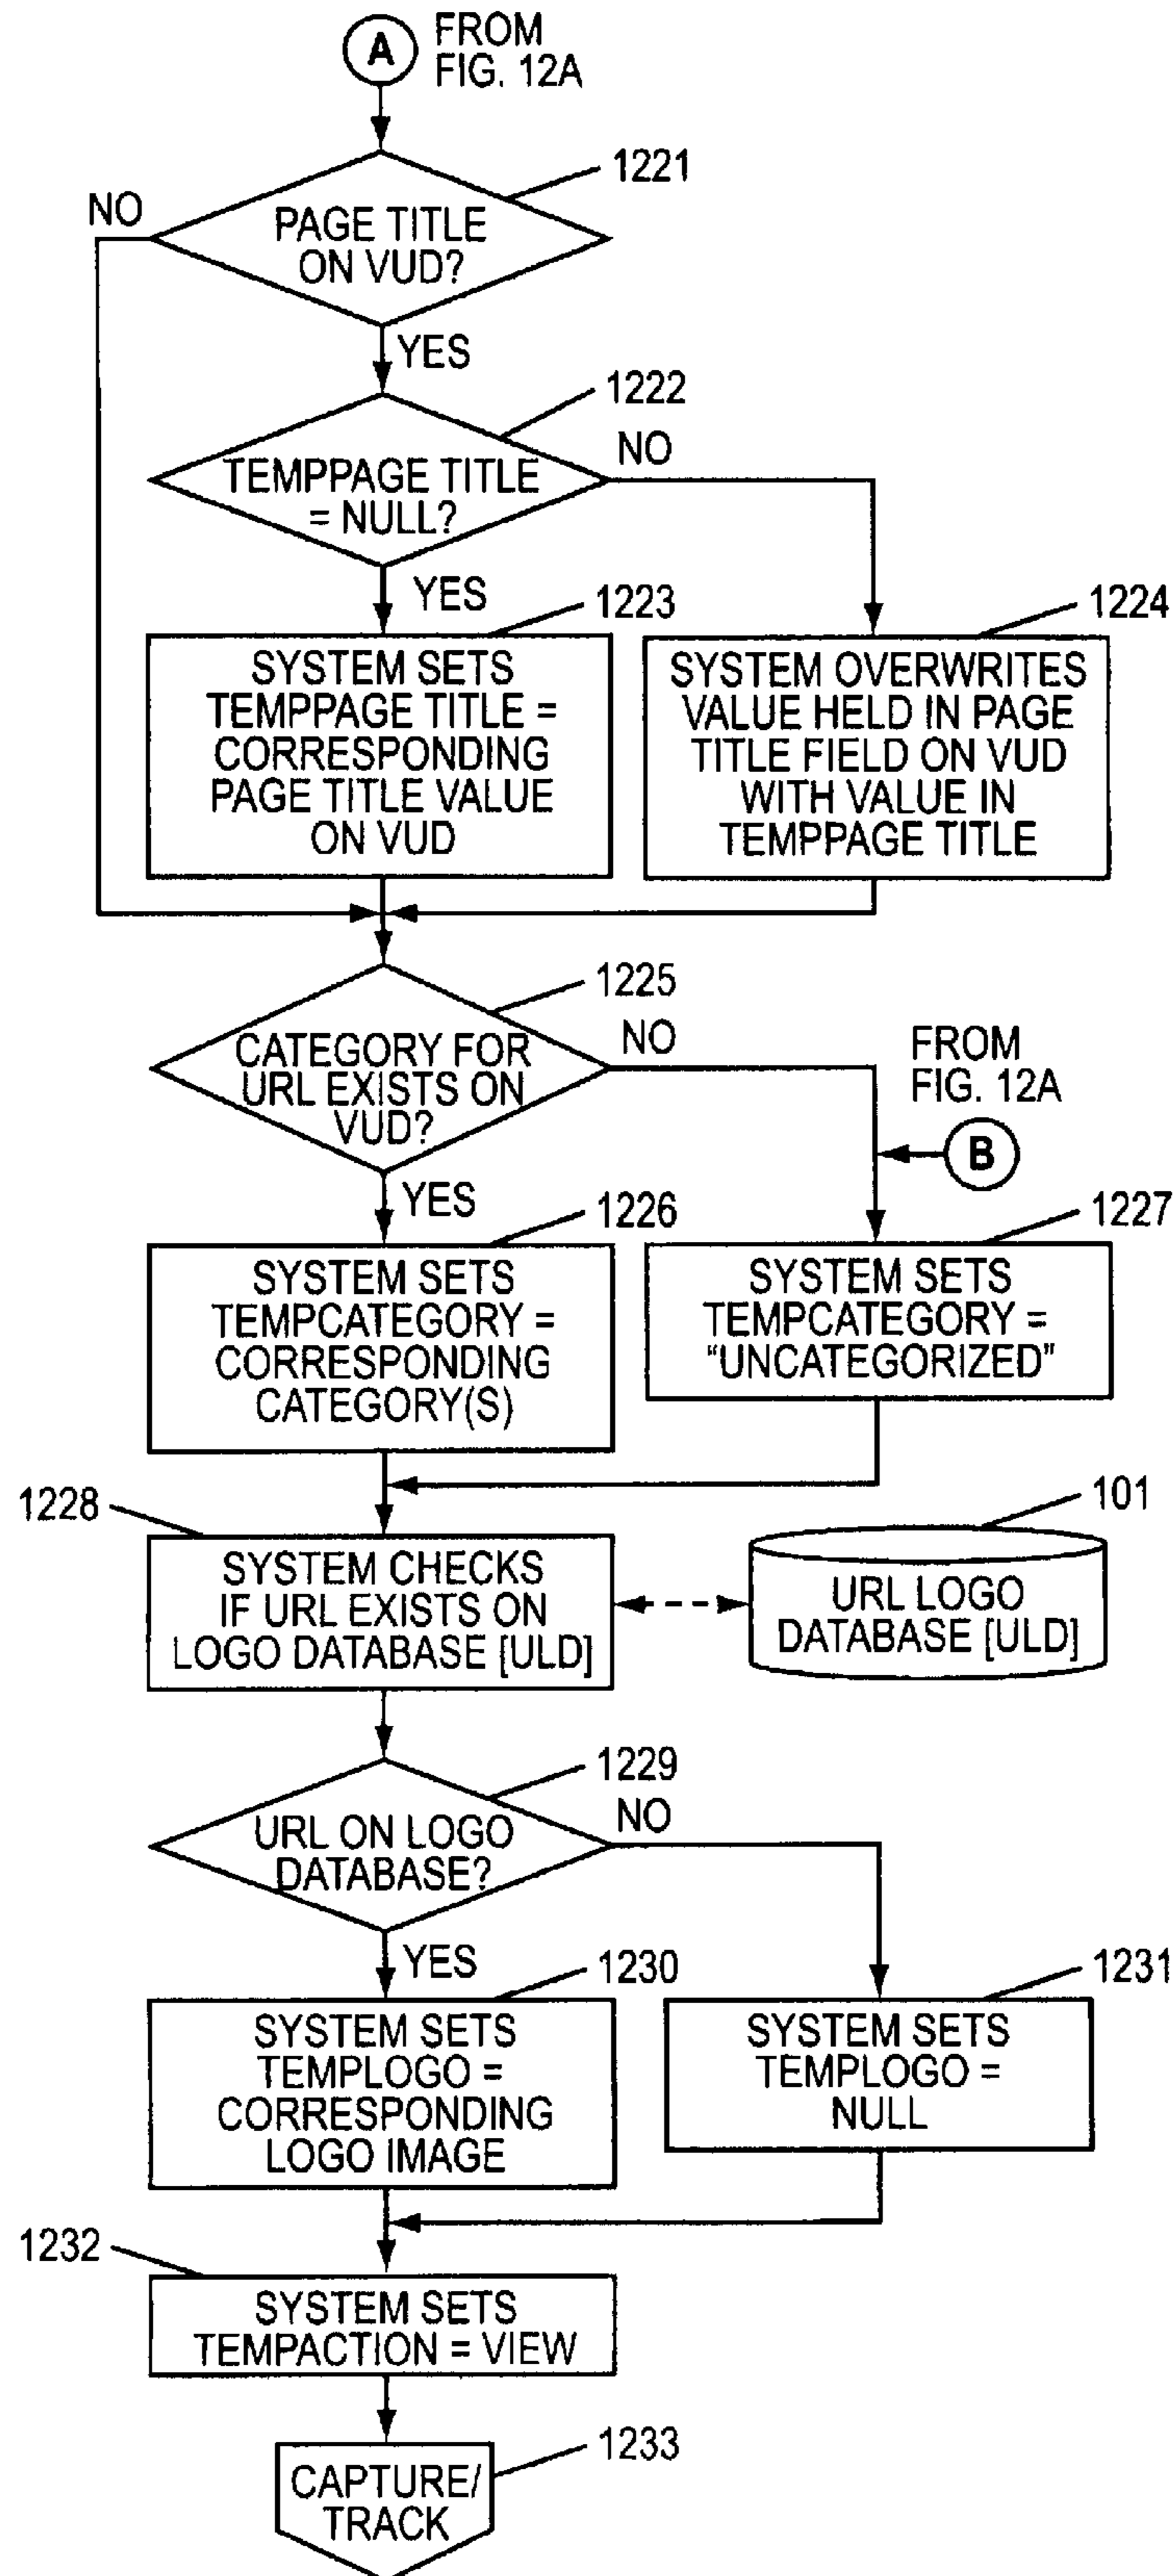 A
FROM
FIG. 12A
1221
NO
PAGE TITLE
ON VUD?
YES
1222
NO
TEMPPAGE TITLE
= NULL?
YES
1223
SYSTEM SETS
TEMPPAGE TITLE =
CORRESPONDING
PAGE TITLE VALUE
ON VUD
1224
SYSTEM OVERWRITES
VALUE HELD IN PAGE
TITLE FIELD ON VUD
WITH VALUE IN
TEMPPAGE TITLE
1225
NO
CATEGORY FOR
URL EXISTS ON
VUD?
FROM
FIG. 12A
B
YES
1226
SYSTEM SETS
TEMPCATEGORY =
CORRESPONDING
CATEGORY(S)
1227
SYSTEM SETS
TEMPCATEGORY =
“UNCATEGORIZED”
1228
SYSTEM CHECKS
IF URL EXISTS ON
LOGO DATABASE [ULD]
101
URL LOGO
DATABASE [ULD]
1229
NO
URL ON LOGO
DATABASE?
YES
1230
SYSTEM SETS
TEMPLOGO =
CORRESPONDING
LOGO IMAGE
1231
SYSTEM SETS
TEMPLOGO =
NULL
1232
SYSTEM SETS
TEMPACTION = VIEW
1233
CAPTURE/
TRACK